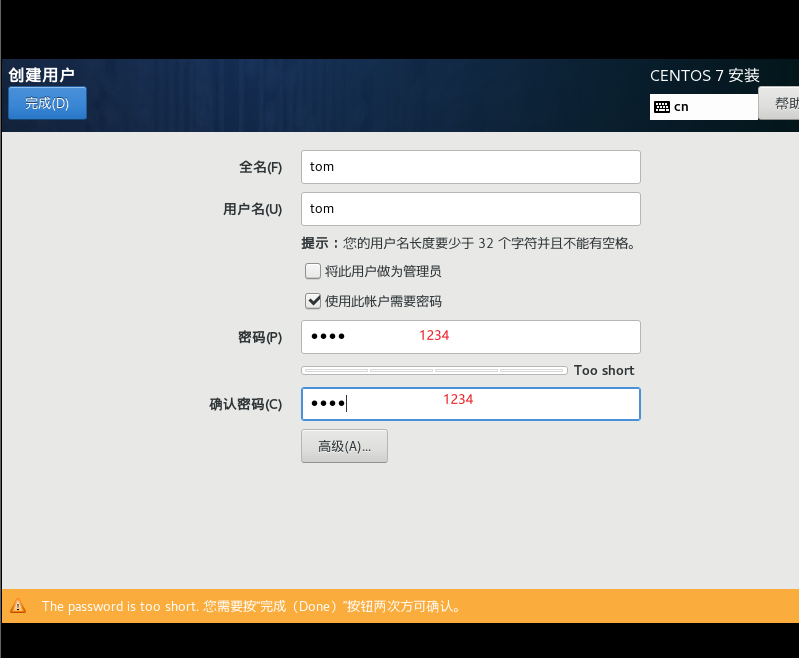 创建用户
CENTOS 7 安装
完成(D)
cn
帮助
全名(F)
tom
用户名(U)
tom
提示：您的用户名长度要少于 32 个字符并且不能有空格。
将此用户做为管理员
使用此帐户需要密码
密码(P)
●●●●
1234
Too short
确认密码(C)
●●●●
1234
高级(A)...
The password is too short. 您需要按“完成（Done）”按钮两次方可确认。